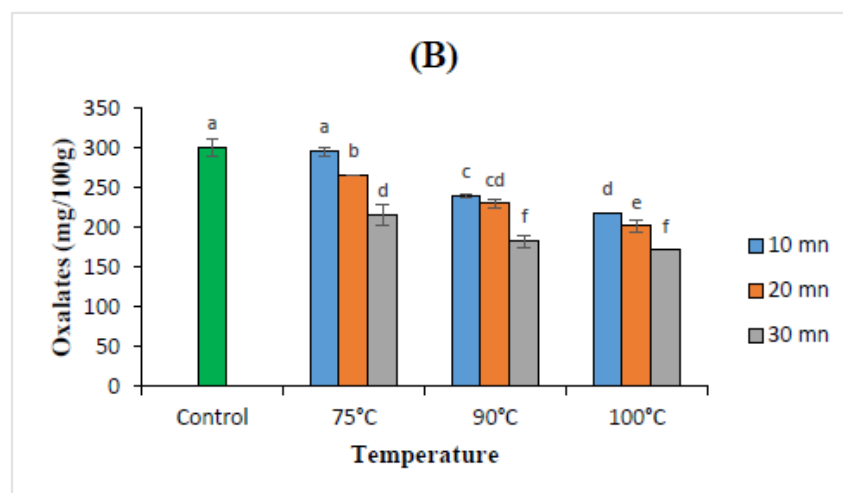 (B)
Oxalates (mg/100g)
350
300
250
200
150
100
50
0
a
a
b
d
c
cd
f
d
e
f
10 mn
20 mn
30 mn
Control 75°C 90°C 100°C
Temperature